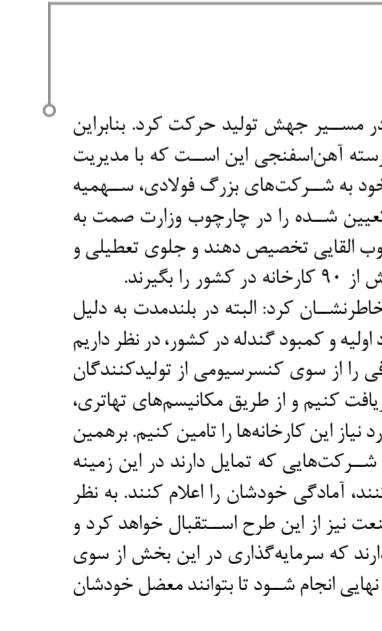 در مسیر جهش تولید حرکت کرد. بنابراین
رسته آهن‌اسفنجی این است که با مدیریت
خود به شرکت‌های بزرگ فولادی، سهمیه
تعیین شده را در چارچوب وزارت صمت به
وب القایی تخصیص دهند و جلوی تعطیلی و
ش از ۹۰ کارخانه در کشور را بگیرند.
خاطرنشان کرد: البته در بلندمدت به دلیل
د اولیه و کمبود گندله در کشور، در نظر داریم
فی را از سوی کنسرسیومی از تولیدکنندگان
ریافت کنیم و از طریق مکانیسم‌های تهاتری،
رد نیاز این کارخانه‌ها را تامین کنیم. برهمین
شرکت‌هایی که تمایل دارند در این زمینه
کنند، آمادگی خودشان را اعلام کنند. به نظر
نعت نیز از این طرح استقبال خواهد کرد و
دارند که سرمایه‌گذاری در این بخش از سوی
نهایی انجام شود تا بتوانند معضل خودشان